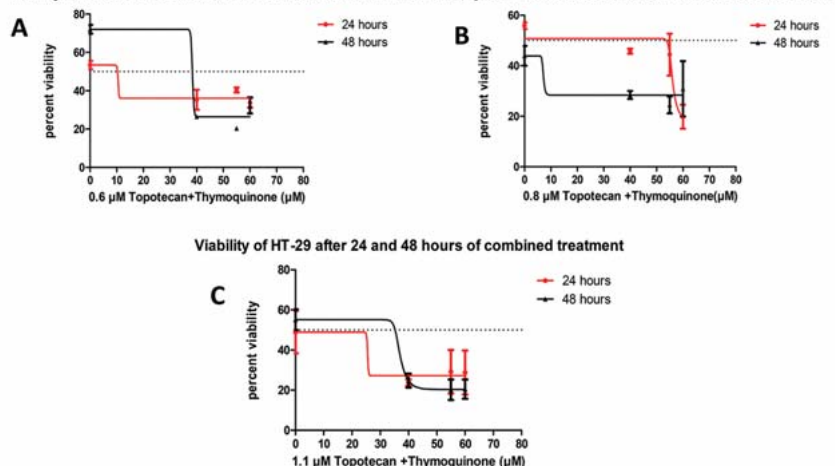 A
80
60
40
20
0
percent viability
0 10 20 30 40 50 60 70 80
0.6 µM Topotecan+Thymoquinone (µM)
24 hours
48 hours
B
60
40
20
0
percent viability
0 10 20 30 40 50 60 70 80
0.8 µM Topotecan +Thymoquinone(µM)
24 hours
48 hours
Viability of HT-29 after 24 and 48 hours of combined treatment
C
80
60
40
20
0
percent viability
0 10 20 30 40 50 60 70 80
1.1 µM Topotecan +Thymoquinone (µM)
24 hours
48 hours